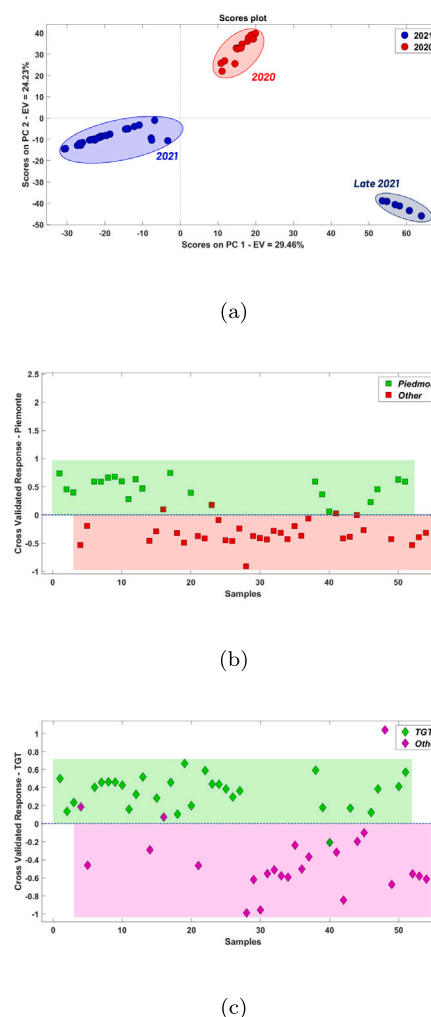 Scores plot
40
30
20
10
0
-10
-20
-30
-40
-50
Scores on PC 2 - EV = 24.23%
2021
2020
2020
2021
Late 2021
-30 -20 -10 0 10 20 30 40 50 60
Scores on PC 1 - EV = 29.46%
(a)
2.5
2
1.5
1
0.5
0
-0.5
-1
Cross Validated Response - Piemonte
Piedmo
Other
0 10 20 30 40 50
Samples
(b)
1
0.8
0.6
0.4
0.2
0
-0.2
-0.4
-0.6
-0.8
-1
Cross Validated Response - TGT
TGT
Oth
0 10 20 30 40 50
Samples
(c)